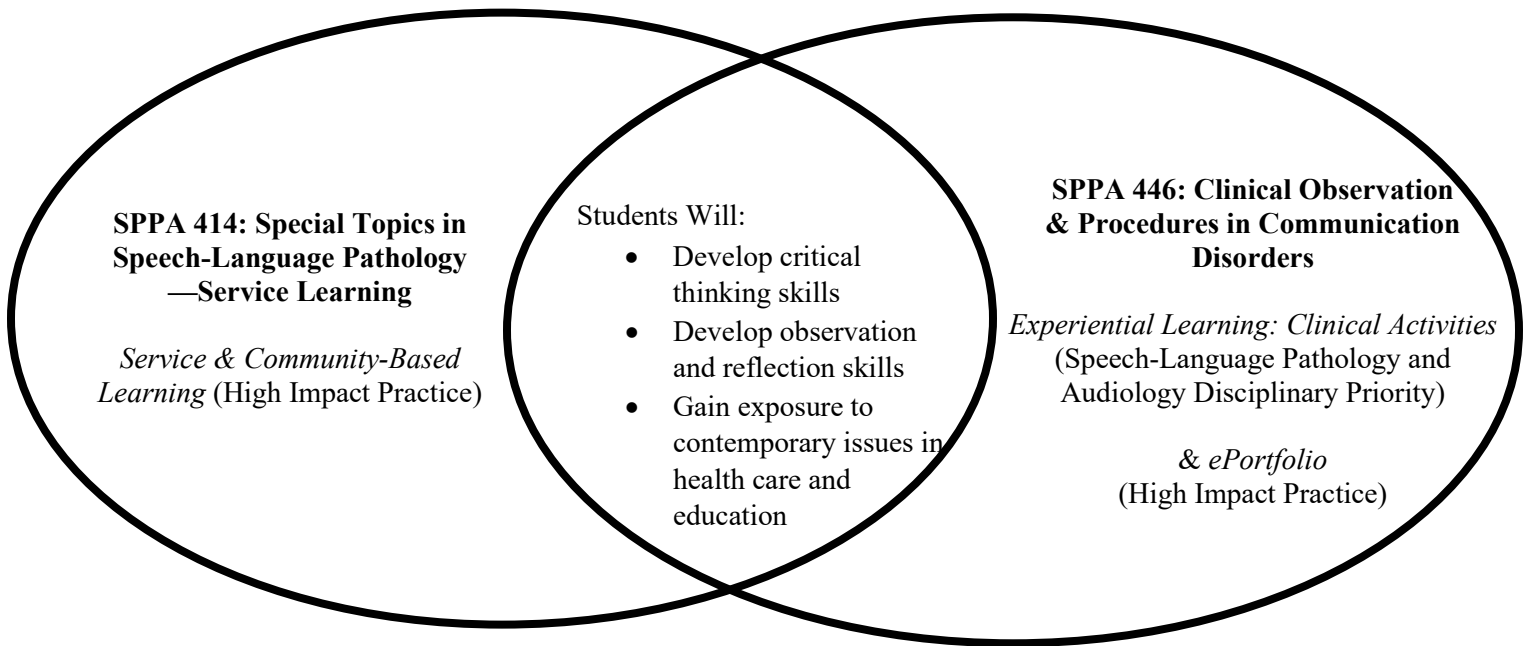 SPPA 414: Special Topics in
Speech-Language Pathology
—Service Learning
Service & Community-Based
Learning (High Impact Practice)
Students Will:
• Develop critical
thinking skills
• Develop observation
and reflection skills
• Gain exposure to
contemporary issues in
health care and
education
SPPA 446: Clinical Observation
& Procedures in Communication
Disorders
Experiential Learning: Clinical Activities
(Speech-Language Pathology and
Audiology Disciplinary Priority)
& ePortfolio
(High Impact Practice)